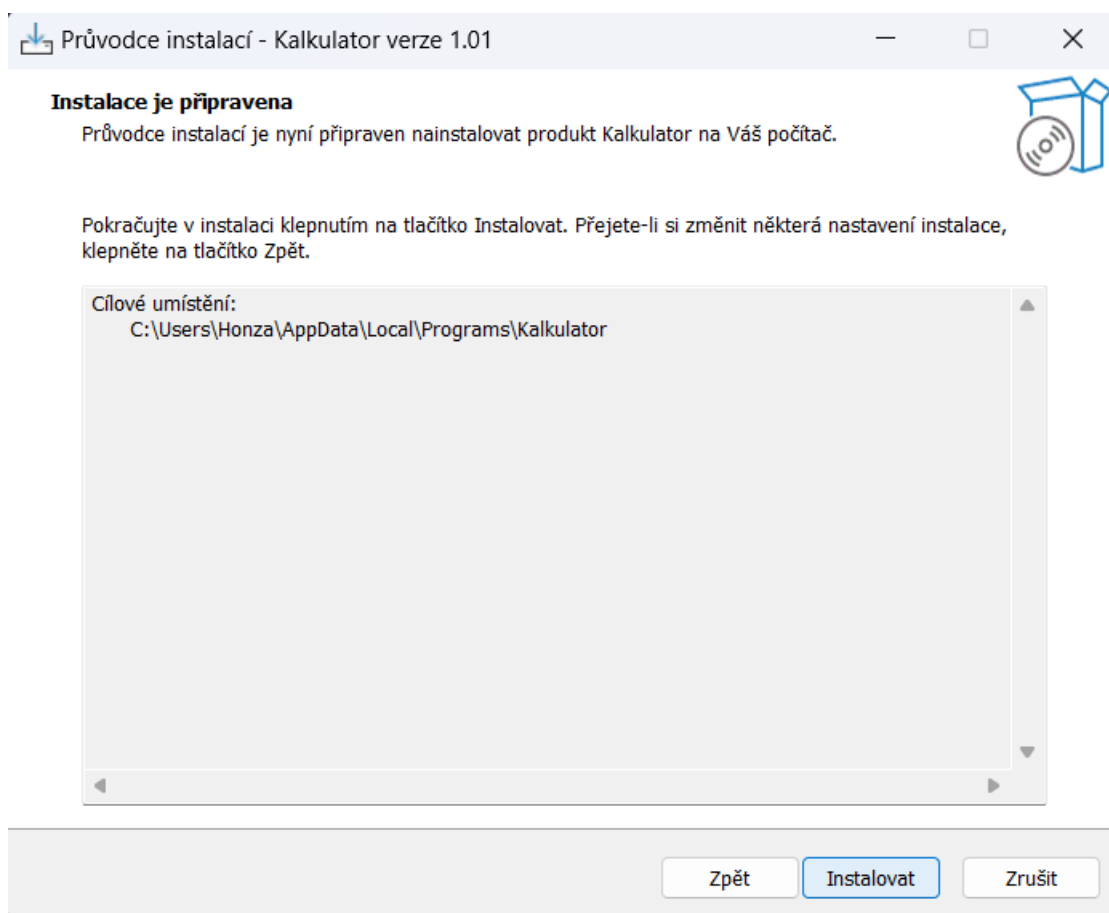 Průvodce instalací - Kalkulator verze 1.01
Instalace je připravena
Průvodce instalací je nyní připraven nainstalovat produkt Kalkulator na Váš počítač.
Pokračujte v instalaci klepnutím na tlačítko Instalovat. Přejete-li si změnit některá nastavení instalace,
klepněte na tlačítko Zpět.
Cílové umístění:
C:\Users\Honza\AppData\Local\Programs\Kalkulator
Zpět
Instalovat
Zrušit